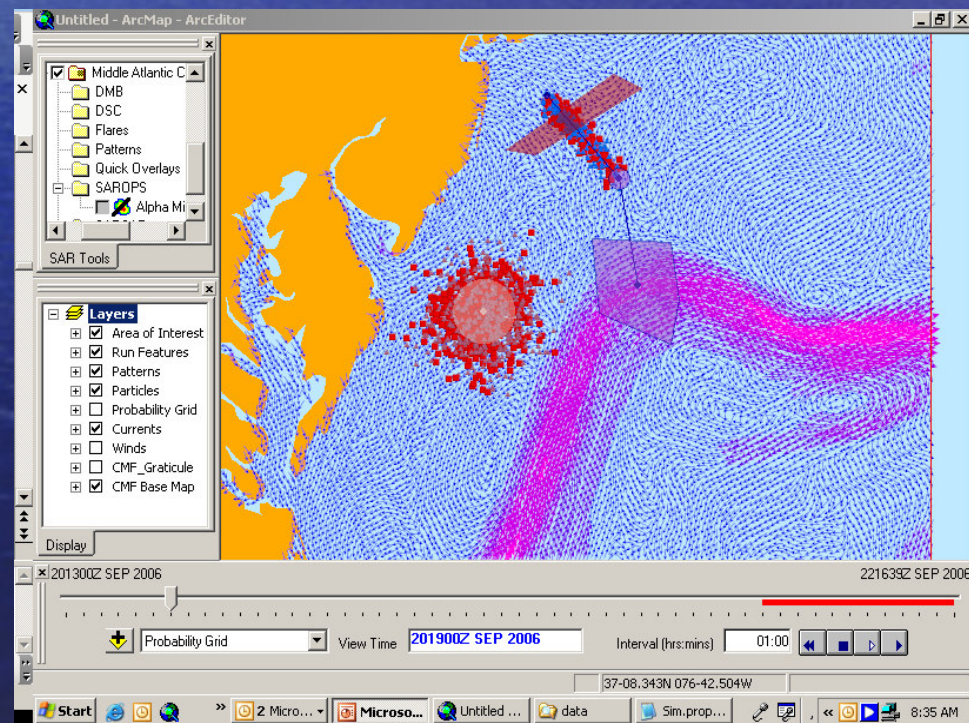 Untitled - ArcMap - ArcEditor
Middle Atlantic C
DMB
DSC
Flares
Patterns
Quick Overlays
SAROPS
Alpha Mi
SAR Tools
Layers
Area of Interest
Run Features
Patterns
Particles
Probability Grid
Currents
Winds
CMF_Graticule
CMF Base Map
Display
201300Z SEP 2006 221639Z SEP 2006
Probability Grid View Time 201900Z SEP 2006 Interval (hrs:mins) 01:00
37-08.343N 076-42.504W
Start » 2 Micro... Microso... Untitled ... data Sim.prop... « 8:35 AM